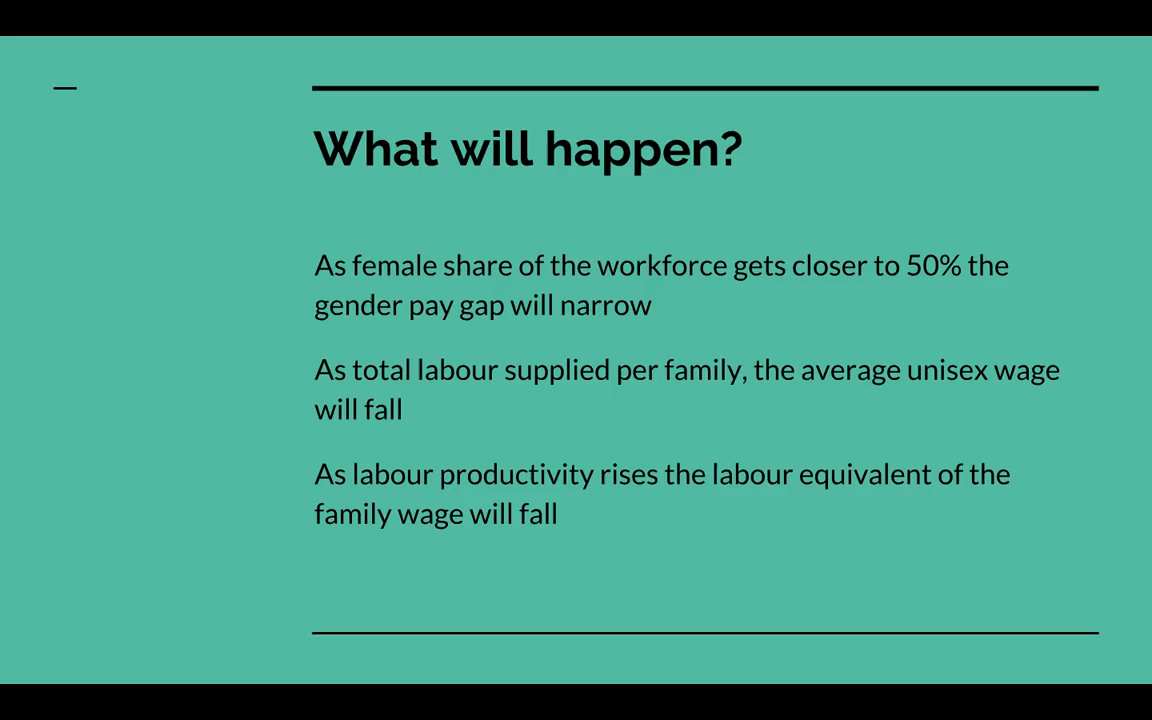 What will happen?
As female share of the workforce gets closer to 50% the
gender pay gap will narrow
As total labour supplied per family, the average unisex wage
will fall
As labour productivity rises the labour equivalent of the
family wage will fall